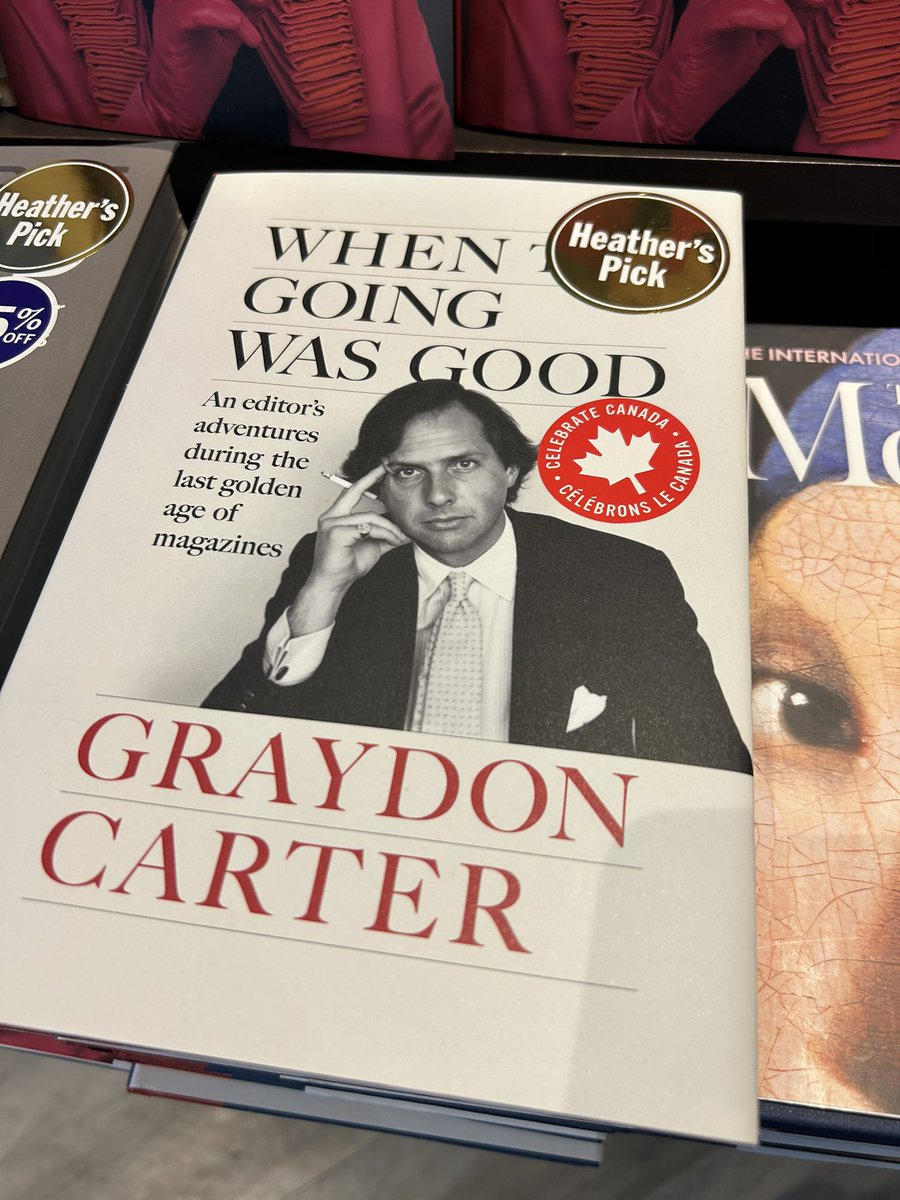 Heather's
Pick
5%
OFF
WHEN
GOING
WAS GOOD
Heather's
Pick
An editor's
adventures
during the
last golden
age of
magazines
CELEBRATE CANADA
CÉLÉBRONS LE CANADA
GRAYDON
CARTER